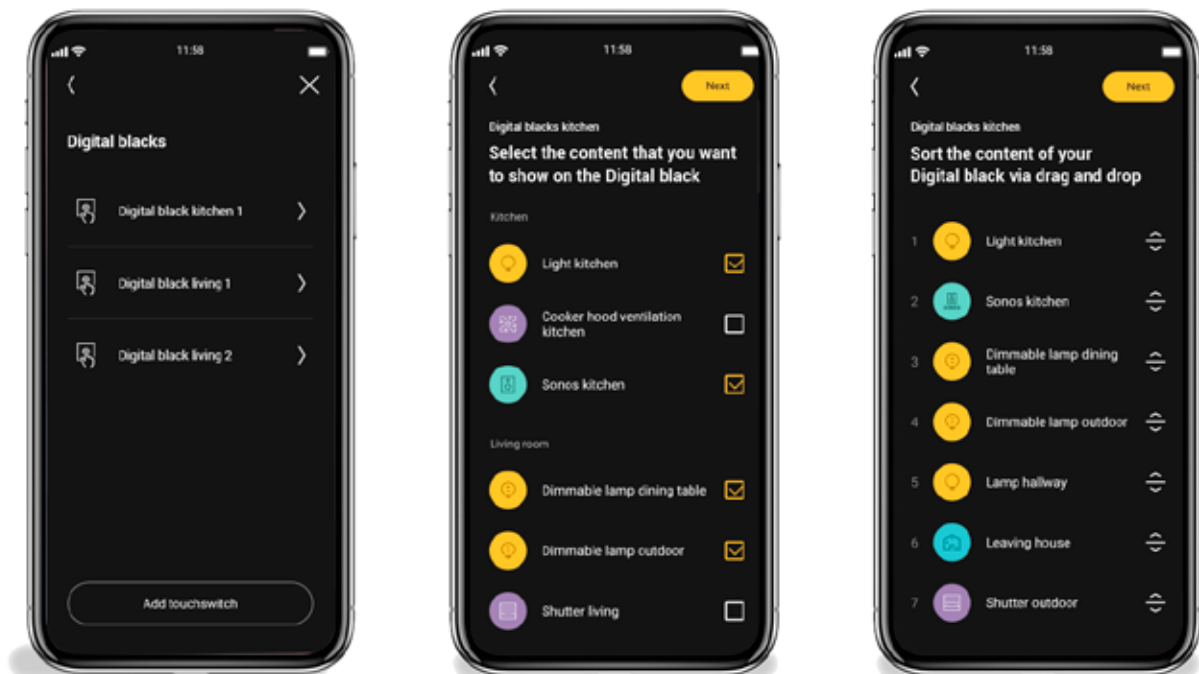 11:58
Digital blacks
Digital black kitchen 1
Digital black living 1
Digital black living 2
Add touchswitch
11:58
Next
Digital blacks kitchen
Select the content that you want
to show on the Digital black
Kitchen
Light kitchen
Cooker hood ventilation
kitchen
Sonos kitchen
Living room
Dimmable lamp dining table
Dimmable lamp outdoor
Shutter living
11:58
Next
Digital blacks kitchen
Sort the content of your
Digital black via drag and drop
1 Light kitchen
2 Sonos kitchen
3 Dimmable lamp dining
table
4 Dimmable lamp outdoor
5 Lamp hallway
6 Leaving house
7 Shutter outdoor